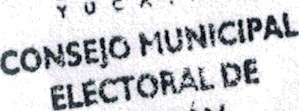 Y U C A
CONSEJO MUNICIPAL
ELECTORAL DE